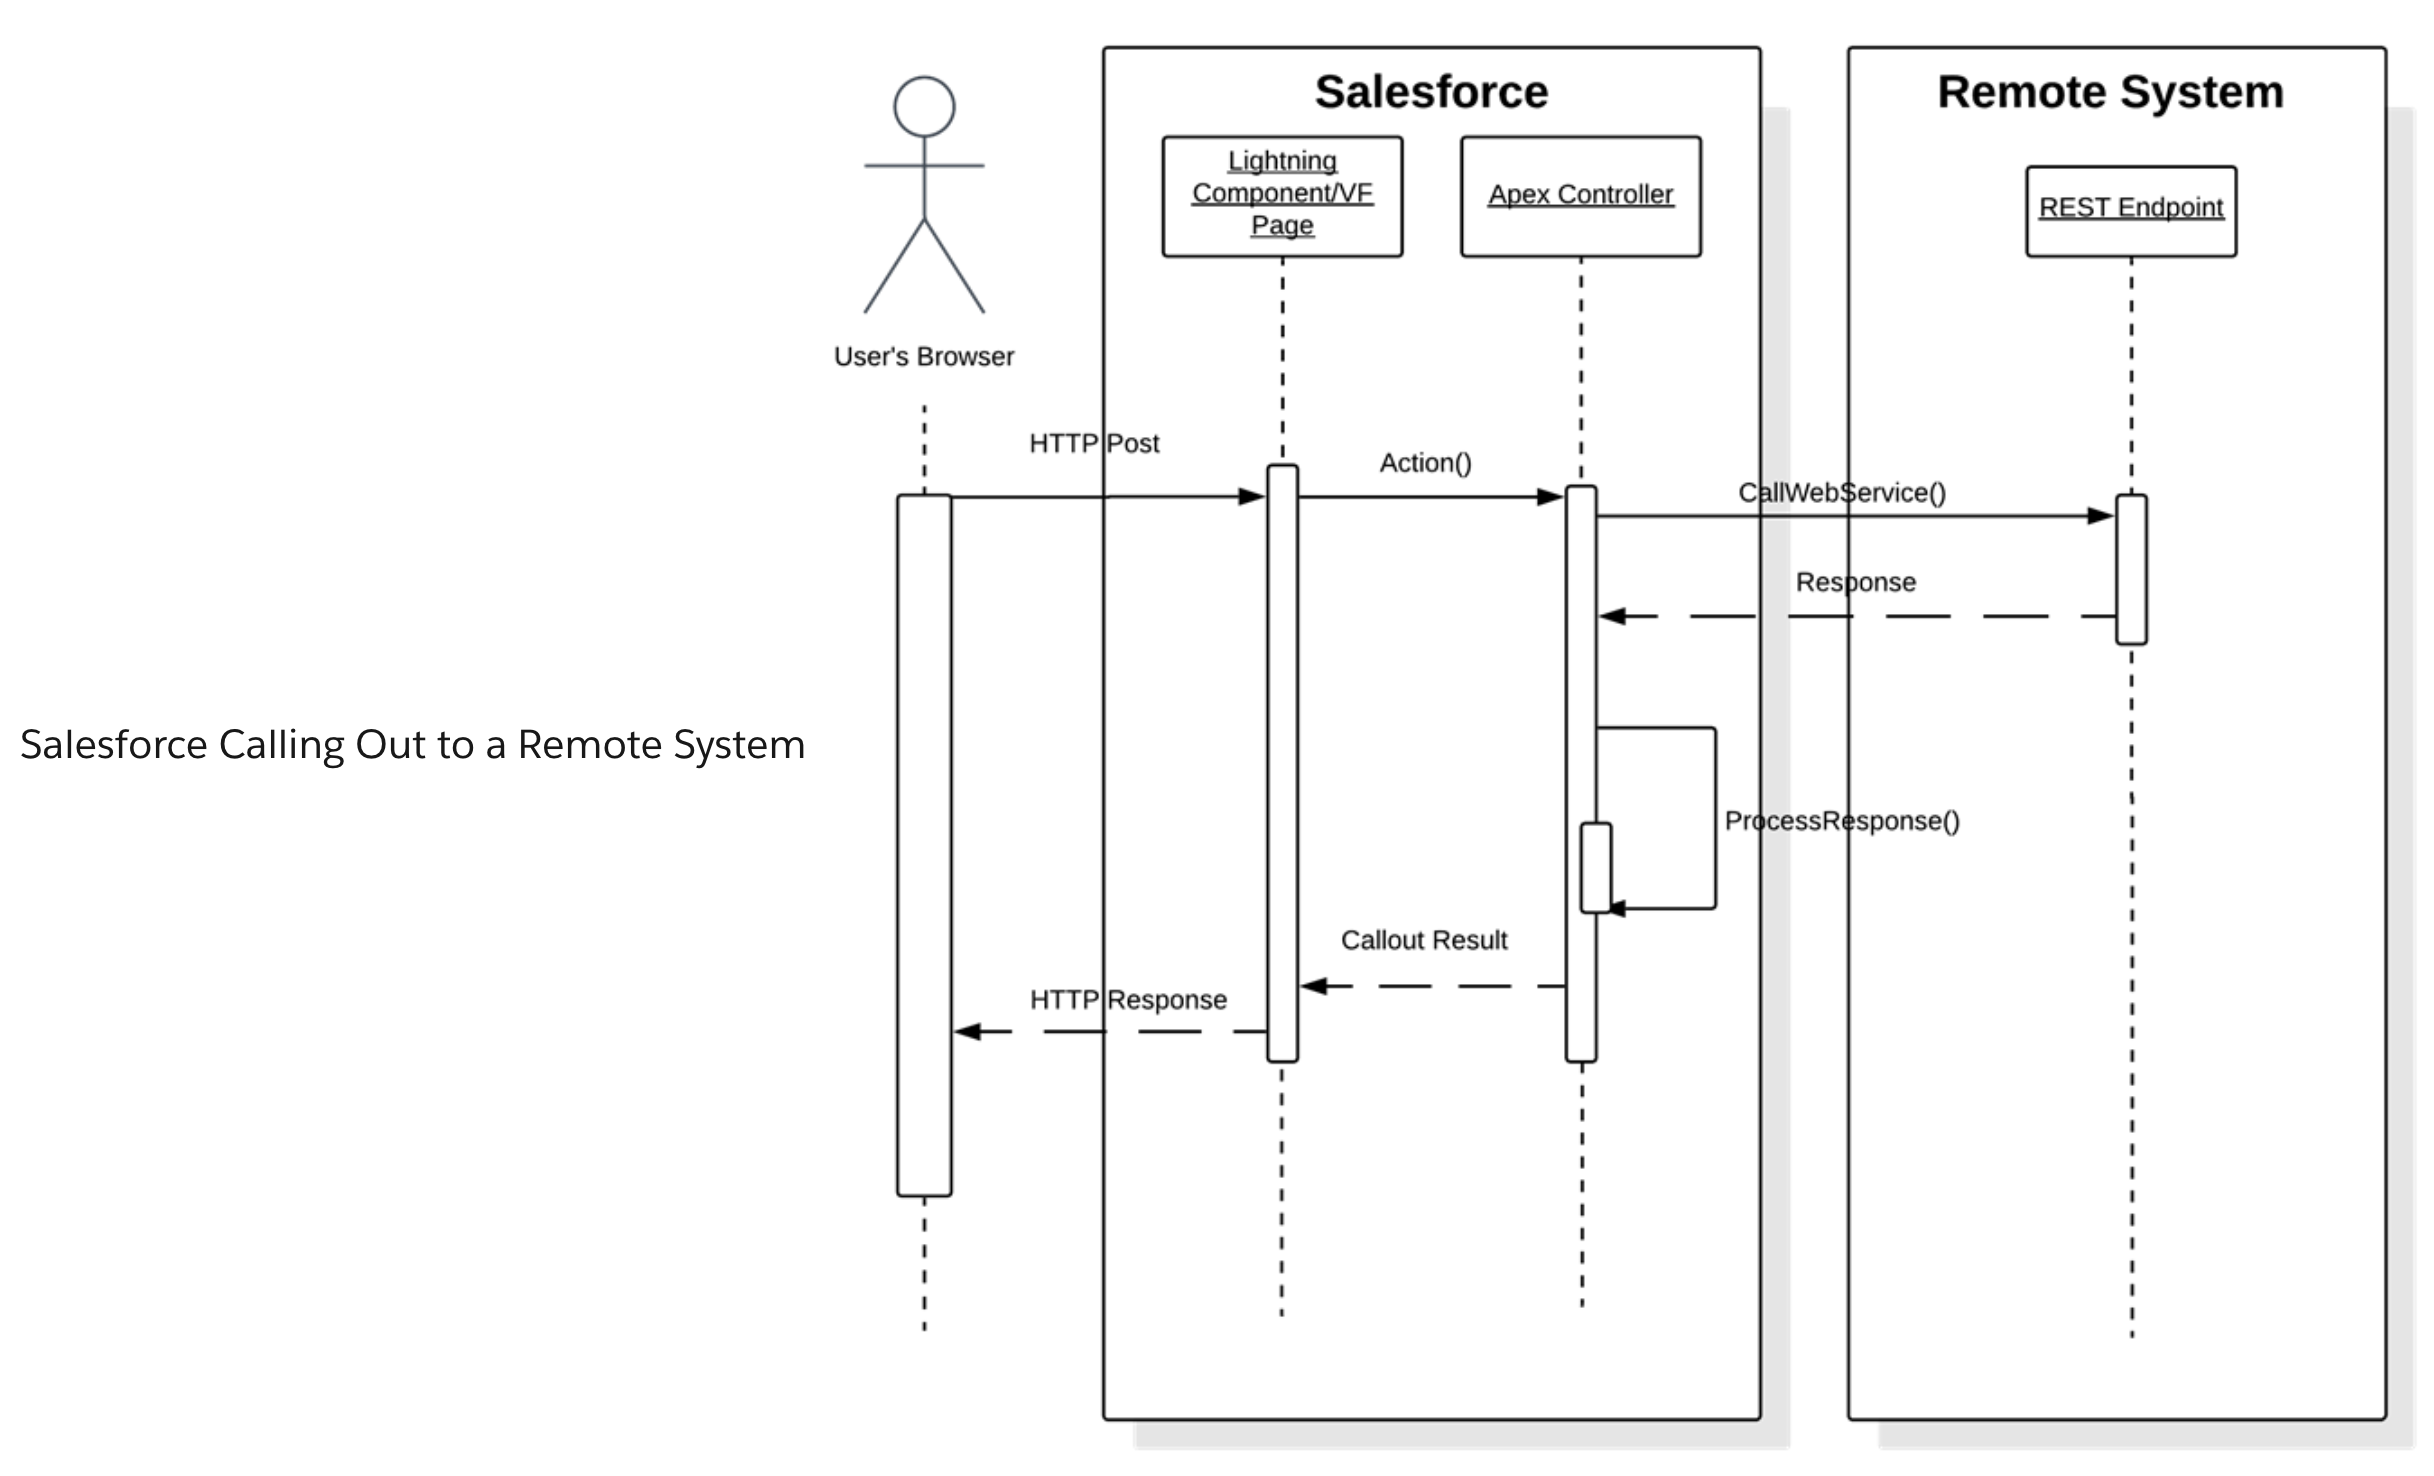 Salesforce
Remote System
Lightning
Component/VF
Page
Apex Controller
REST Endpoint
User's Browser
HTTP Post
Action()
CallWebService()
Response
Salesforce Calling Out to a Remote System
ProcessResponse()
Callout Result
HTTP Response